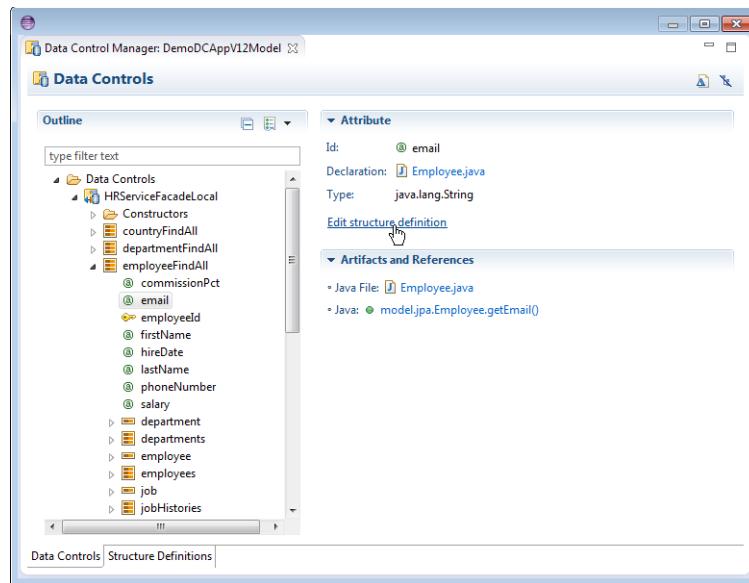 Data Control Manager: DemoDCAppV12Model
Data Controls
Outline
type filter text
Data Controls
HRServiceFacadeLocal
Constructors
countryFindAll
departmentFindAll
employeeFindAll
commissionPct
email
employeeId
firstName
hireDate
lastName
phoneNumber
salary
department
departments
employee
employees
job
jobHistories
Attribute
Id: email
Declaration: Employee.java
Type: java.lang.String
Edit structure definition
Artifacts and References
Java File: Employee.java
Java: model.jpa.Employee.getEmail()
Data Controls Structure Definitions